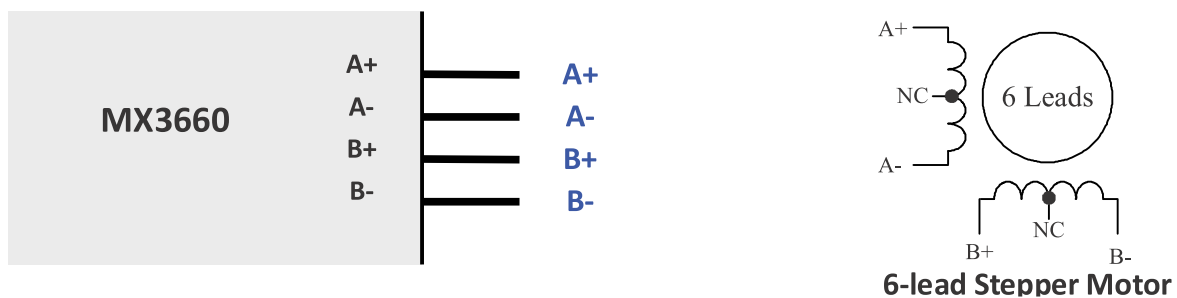 MX3660
A+ A+
A- A-
B+ B+
B- B-
A+
NC
6 Leads
A-
NC
B+
B-
6-lead Stepper Motor